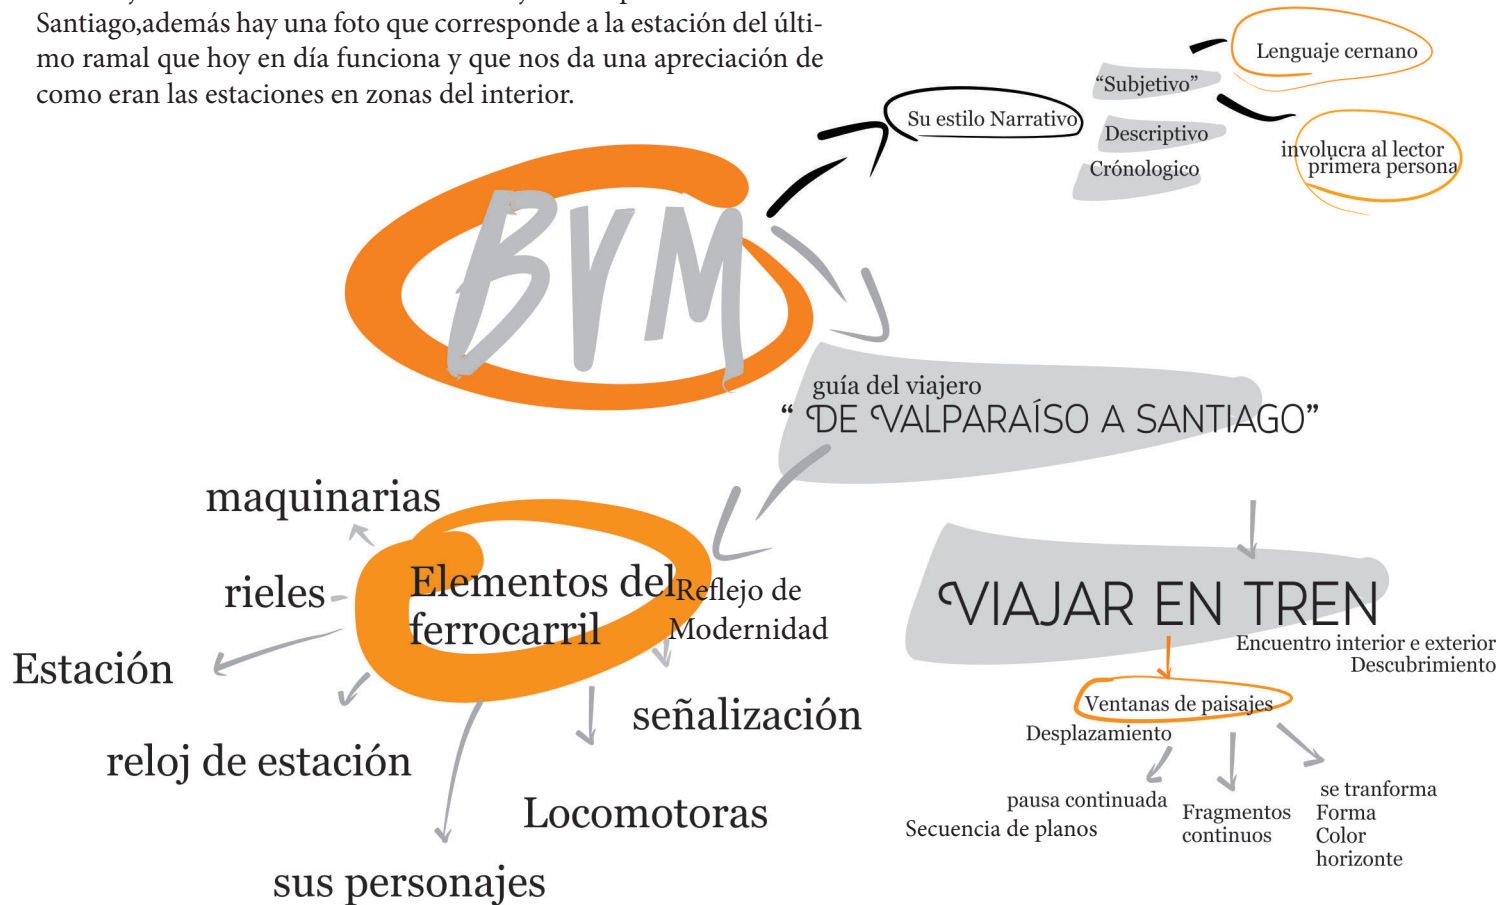 Santiago,además hay una foto que corresponde a la estación del últi-
mo ramal que hoy en día funciona y que nos da una apreciación de
como eran las estaciones en zonas del interior.
Su estilo Narrativo
“Subjetivo”
Descriptivo
Crónologico
Lenguaje cernano
involucra al lector
primera persona
BVM
guía del viajero
“ DE VALPARAÍSO A SANTIAGO”
maquinarias
rieles
Estación
reloj de estación
sus personajes
Locomotoras
señalización
Elementos del
ferrocarril
Reflejo de
Modernidad
VIAJAR EN TREN
Encuentro interior e exterior
Descubrimiento
Ventanas de paisajes
Desplazamiento
pausa continuada
Secuencia de planos
Fragmentos
continuos
se tranforma
Forma
Color
horizonte